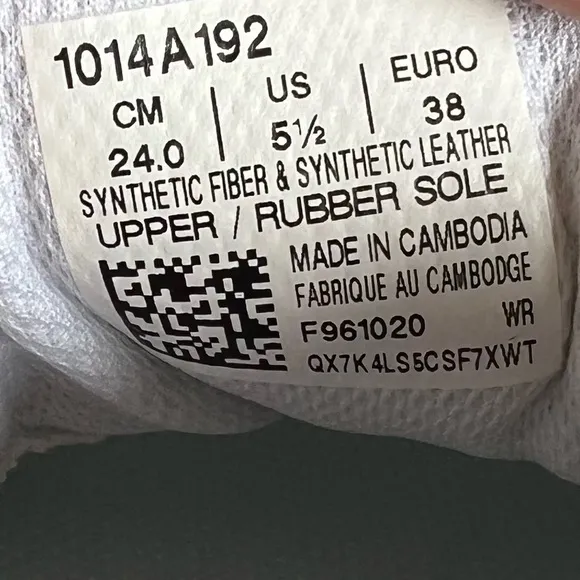 1014A192
CM | US | EURO
24.0 | 5½ | 38
SYNTHETIC FIBER & SYNTHETIC LEATHER
UPPER / RUBBER SOLE
MADE IN CAMBODIA
FABRIQUE AU CAMBODGE
F961020 WR
QX7K4LS5CSF7XWT